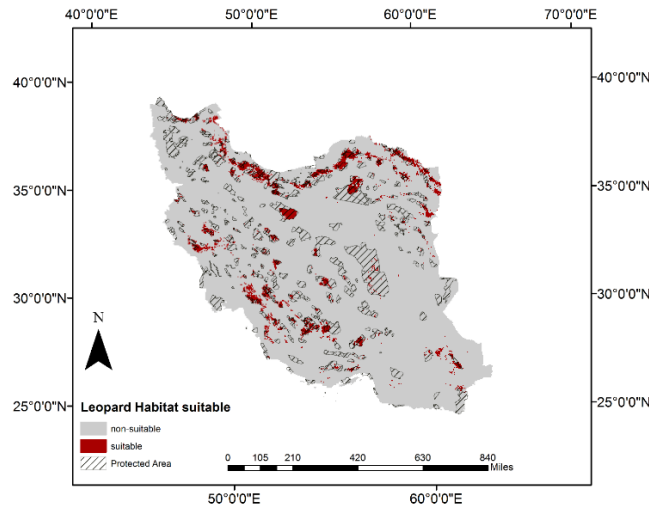 40°0'0"E 50°0'0"E 60°0'0"E 70°0'0"E
40°0'0"N 40°0'0"N
35°0'0"N 35°0'0"N
30°0'0"N 30°0'0"N
N
25°0'0"N 25°0'0"N
Leopard Habitat suitable
non-suitable
suitable
Protected Area
0 105 210 420 630 840
Miles
50°0'0"E 60°0'0"E